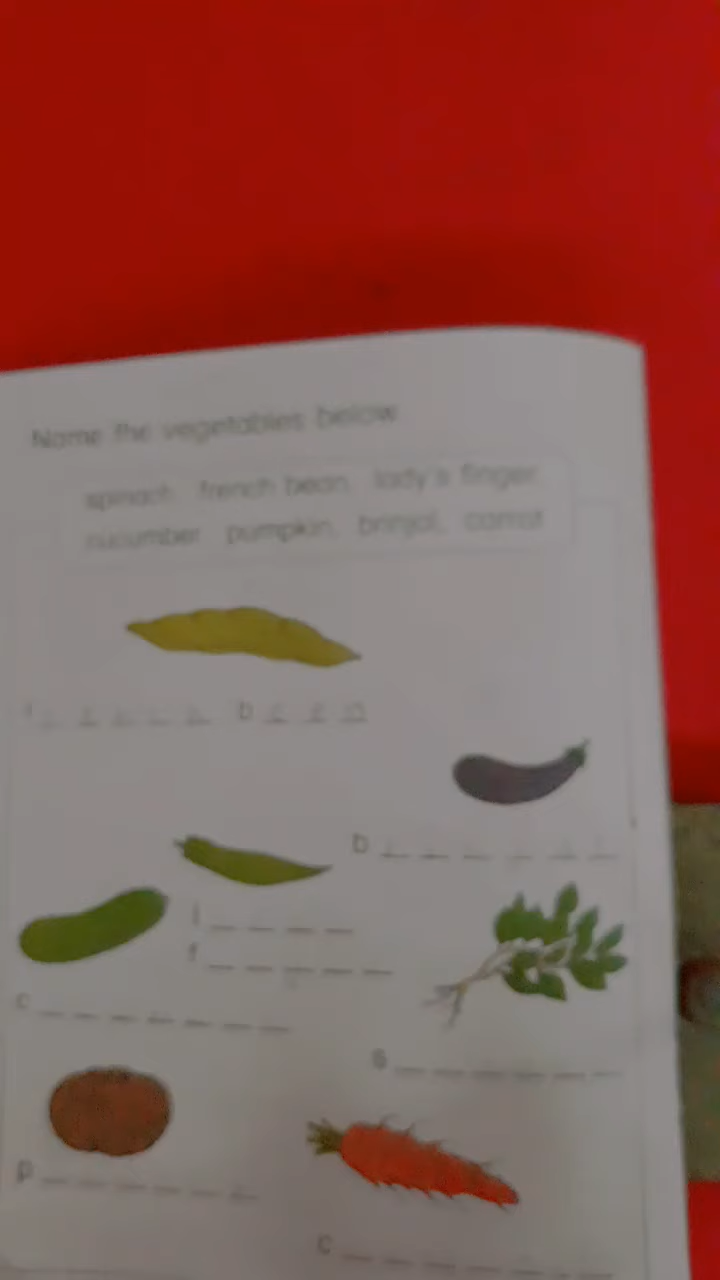 Name the vegetables below
spinach, french bean, lady's finger,
cucumber, pumpkin, brinjal, carrot
f _ _ _ _ _ b _ _ _
b _ _ _ _ _ _
l _ _ _ _
f _ _ _ _ _
c _ _ _ _ _ _ _
s _ _ _ _ _ _
p _ _ _ _ _ _
c _ _ _ _ _ _